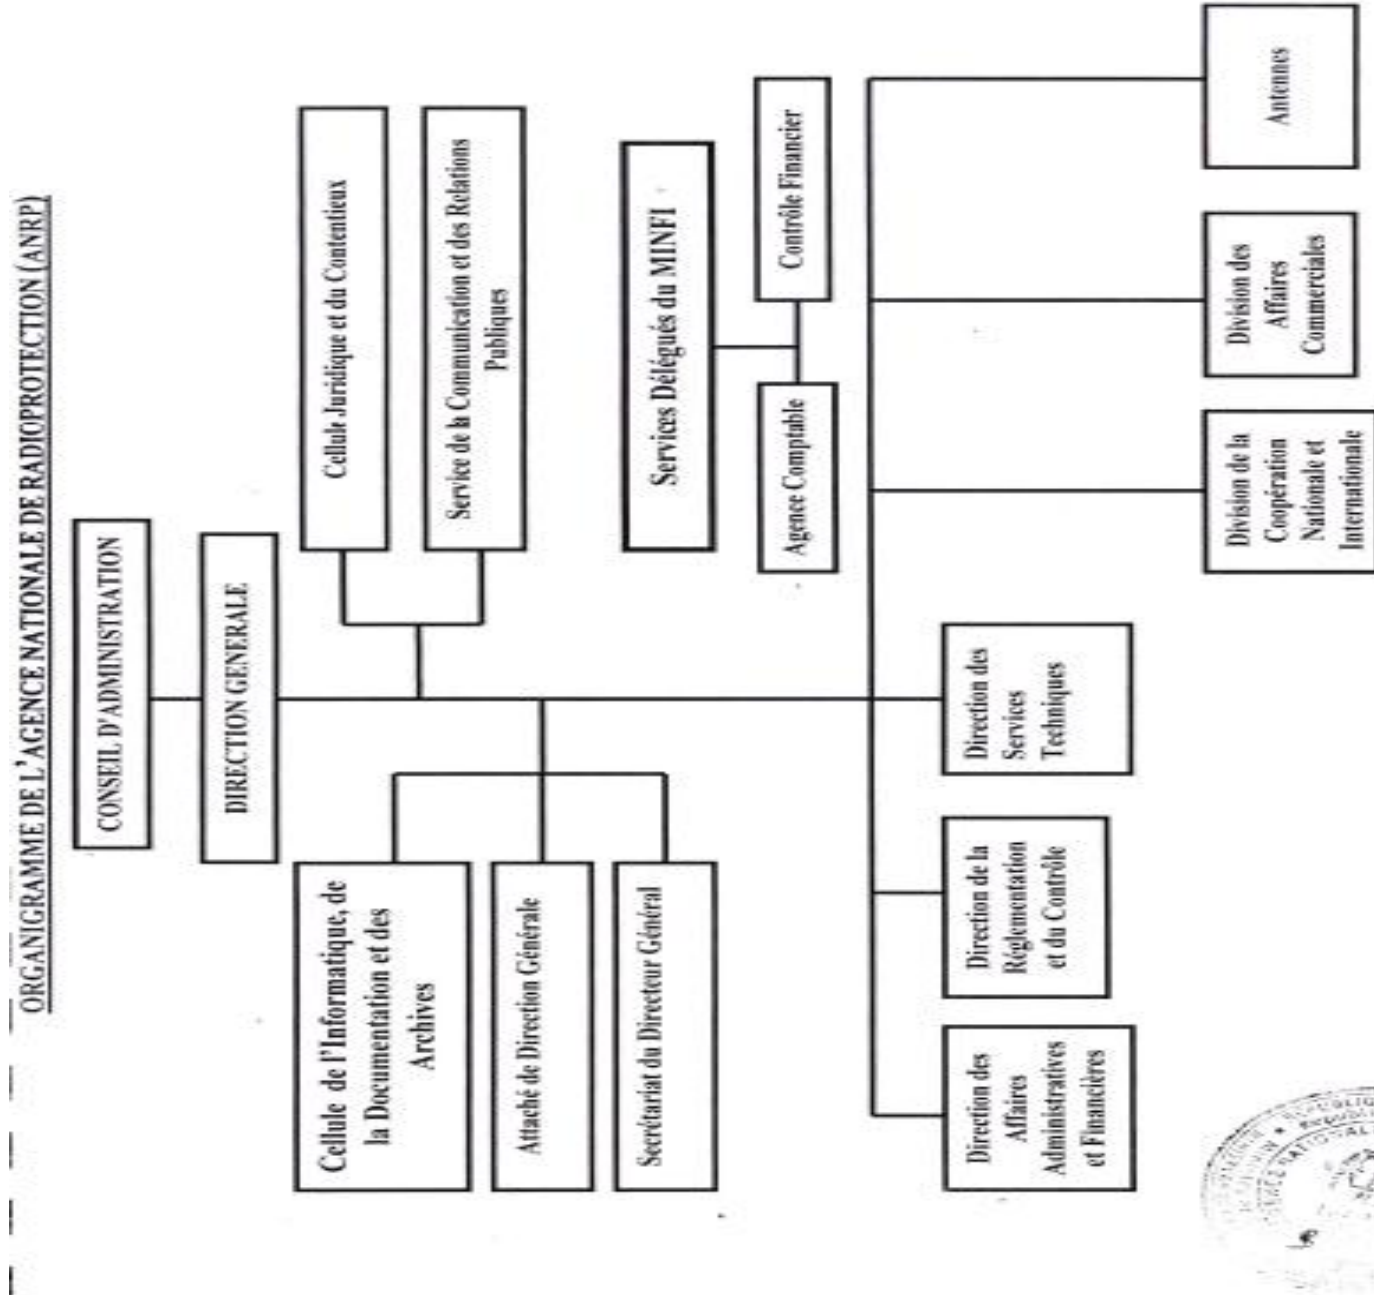 ORGANIGRAMME DE L'AGENCE NATIONALE DE RADIOPROTECTION (ANRP)
CONSEIL D'ADMINISTRATION
DIRECTION GENERALE
Cellule Juridique et du Contentieux
Service de la Communication et des Relations
Publiques
Cellule de l'Informatique, de
la Documentation et des
Archives
Attaché de Direction Générale
Secrétariat du Directeur Général
Services Délégués du MINFI
Agence Comptable
Contrôle Financier
Direction des
Affaires
Administratives
et Financières
Direction de la
Réglementation
et du Contrôle
Direction des
Services
Techniques
Division de la
Coopération
Nationale et
Internationale
Division des
Affaires
Commerciales
Antennes